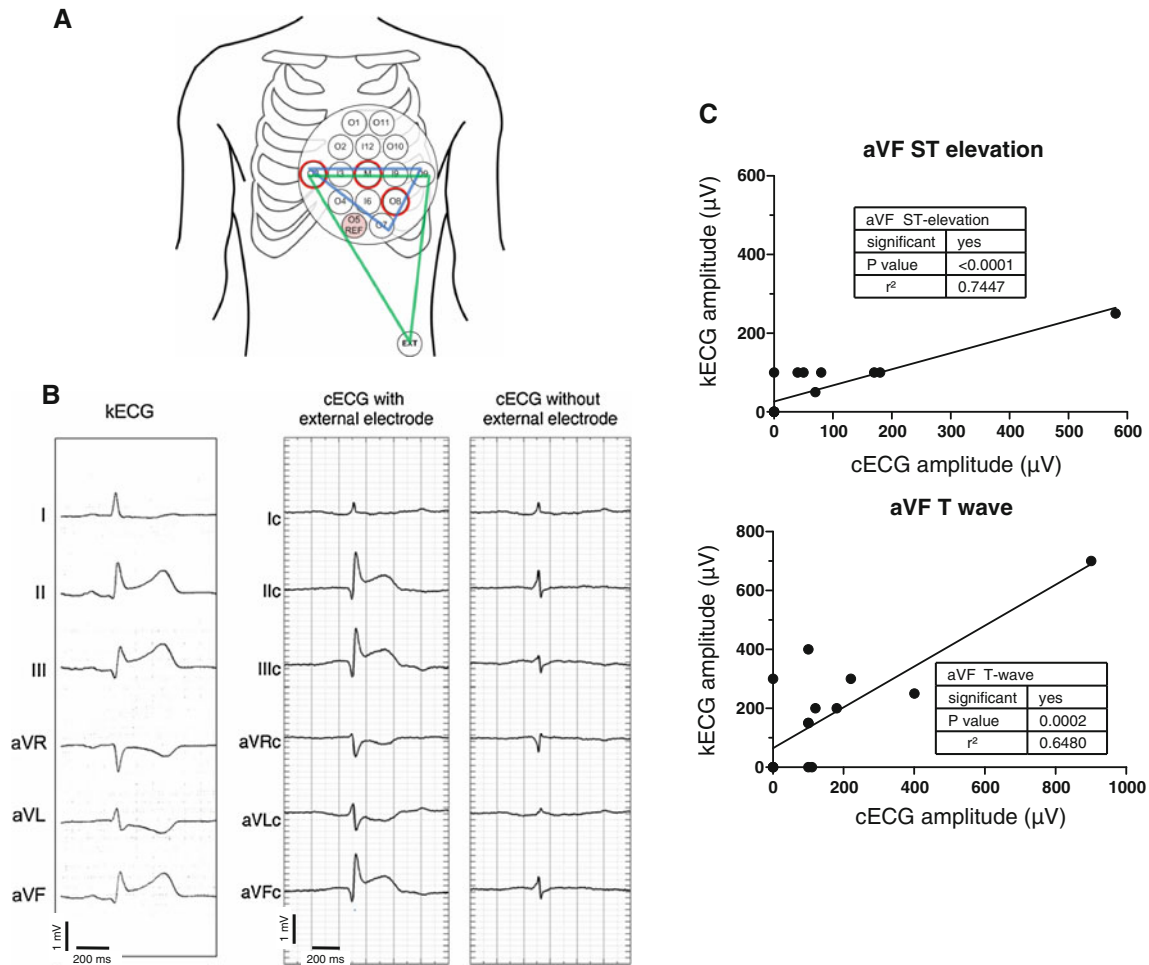 A
O1 O11
O2 I12 O10
I3 M I9 O9
O4 I6 O8
O5 O7
REF
EXT
B
kECG
cECG with
external electrode
cECG without
external electrode
I
II
III
aVR
aVL
aVF
1 mV
200 ms
Ic
IIc
IIIc
aVRc
aVLc
aVFc
1 mV
200 ms
C
aVF ST elevation
kECG amplitude (µV)
600
400
200
0
aVF ST-elevation
significant yes
P value <0.0001
r² 0.7447
0 100 200 300 400 500 600
cECG amplitude (µV)
aVF T wave
kECG amplitude (µV)
800
600
400
200
0
aVF T-wave
significant yes
P value 0.0002
r² 0.6480
0 200 400 600 800 1000
cECG amplitude (µV)